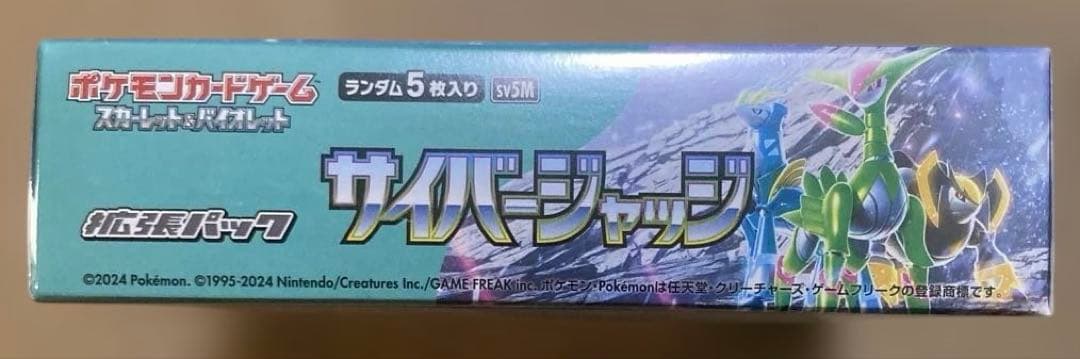 ポケモンカードゲーム
スカーレット&バイオレット
ランダム5枚入り
SV5M
サイバージャッジ
拡張パック
©2024 Pokémon. ©1995-2024 Nintendo/Creatures Inc./GAME FREAK inc. ポケモン・Pokémonは任天堂・クリーチャーズ・ゲームフリークの登録商標です。